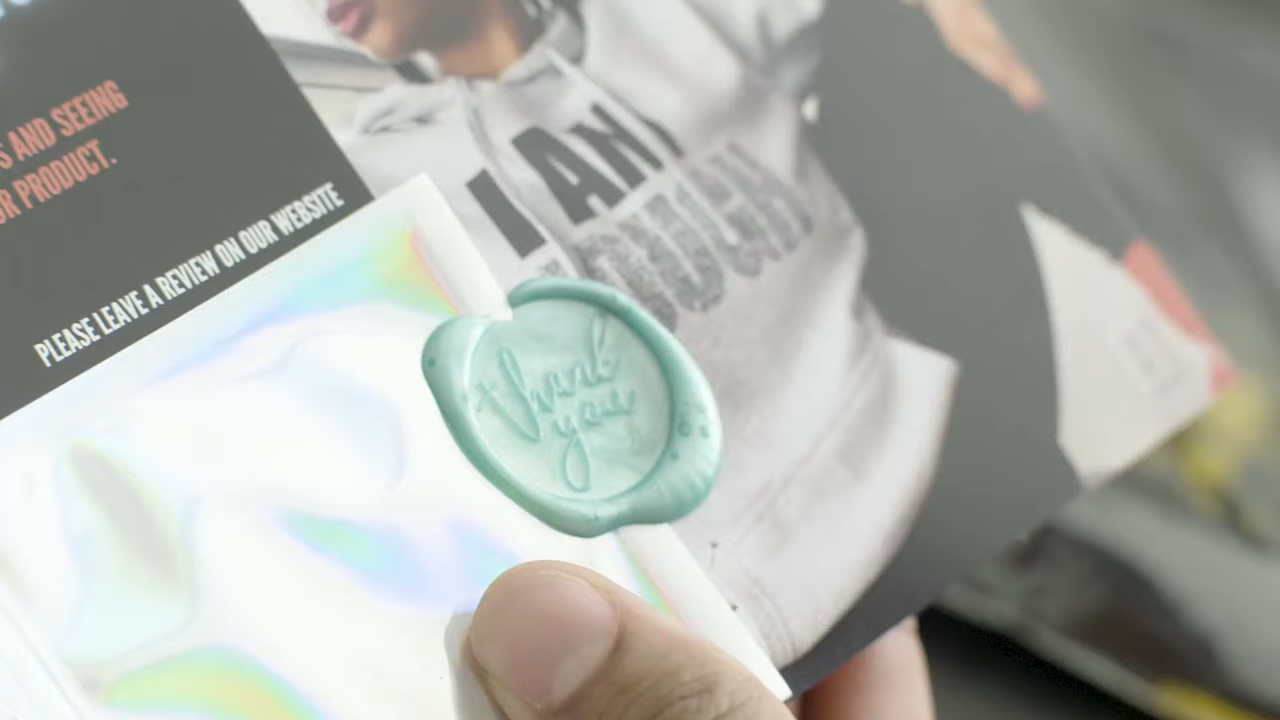 S AND SEEING
R PRODUCT.
PLEASE LEAVE A REVIEW ON OUR WEBSITE
I AM
thank
you